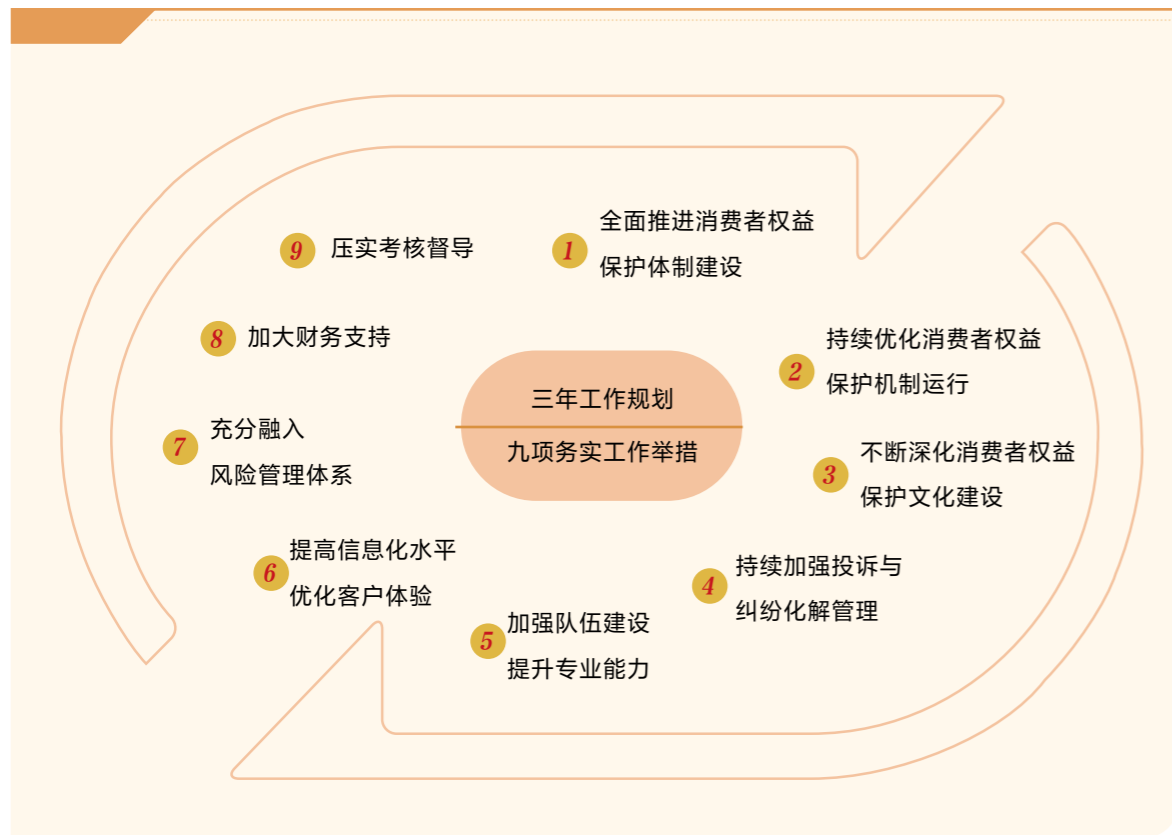 三年工作规划
九项务实工作举措
1
全面推进消费者权益
保护体制建设
2
持续优化消费者权益
保护机制运行
3
不断深化消费者权益
保护文化建设
4
持续加强投诉与
纠纷化解管理
5
加强队伍建设
提升专业能力
6
提高信息化水平
优化客户体验
7
充分融入
风险管理体系
8
加大财务支持
9
压实考核督导